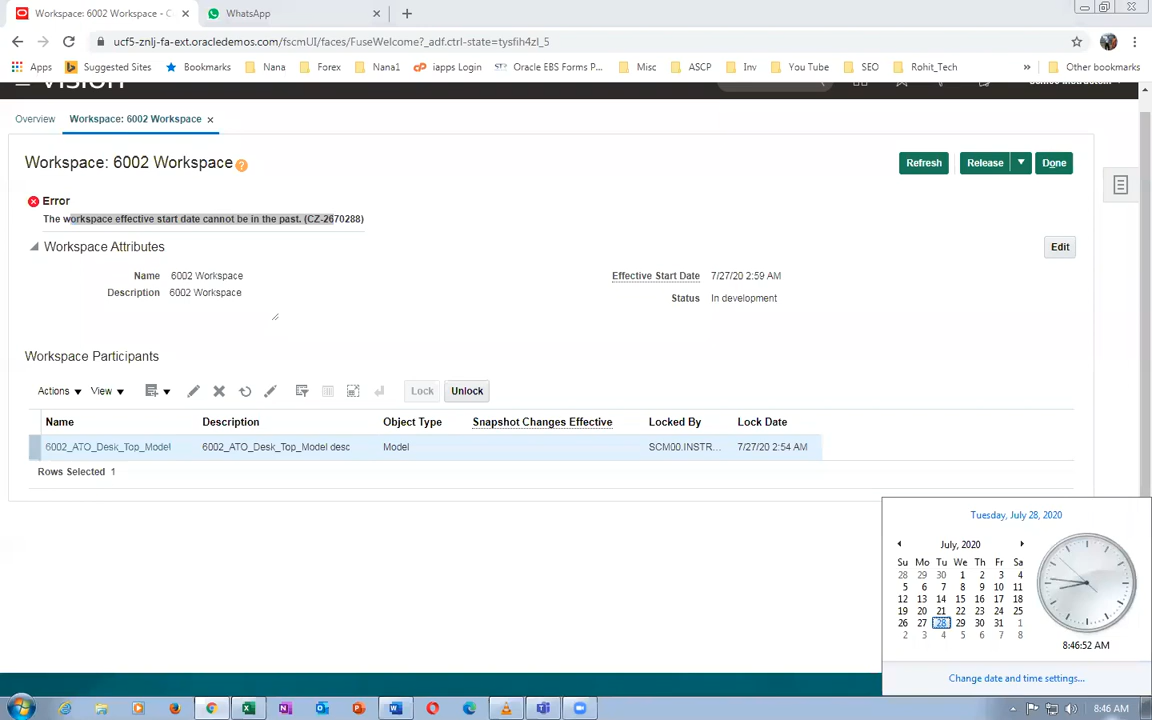 Workspace: 6002 Workspace - C
WhatsApp
ucf5-znlj-fa-ext.oracledemos.com/fscmUI/faces/FuseWelcome?_adf.ctrl-state=tysfih4zl_5
Apps Suggested Sites Bookmarks Nana Forex Nana1 iapps Login Oracle EBS Forms P... Misc ASCP Inv You Tube SEO Rohit_Tech » Other bookmarks
Overview Workspace: 6002 Workspace
Workspace: 6002 Workspace
Refresh Release Done
Error
The workspace effective start date cannot be in the past. (CZ-2670288)
Workspace Attributes
Edit
Name 6002 Workspace
Effective Start Date 7/27/20 2:59 AM
Description 6002 Workspace
Status In development
Workspace Participants
Actions View Lock Unlock
Name Description Object Type Snapshot Changes Effective Locked By Lock Date
6002_ATO_Desk_Top_Model 6002_ATO_Desk_Top_Model desc Model SCM00.INSTR... 7/27/20 2:54 AM
Rows Selected 1
Tuesday, July 28, 2020
July, 2020
Su Mo Tu We Th Fr Sa
28 29 30 1 2 3 4
5 6 7 8 9 10 11
12 13 14 15 16 17 18
19 20 21 22 23 24 25
26 27 28 29 30 31 1
2 3 4 5 6 7 8
8:46:52 AM
Change date and time settings...
8:46 AM